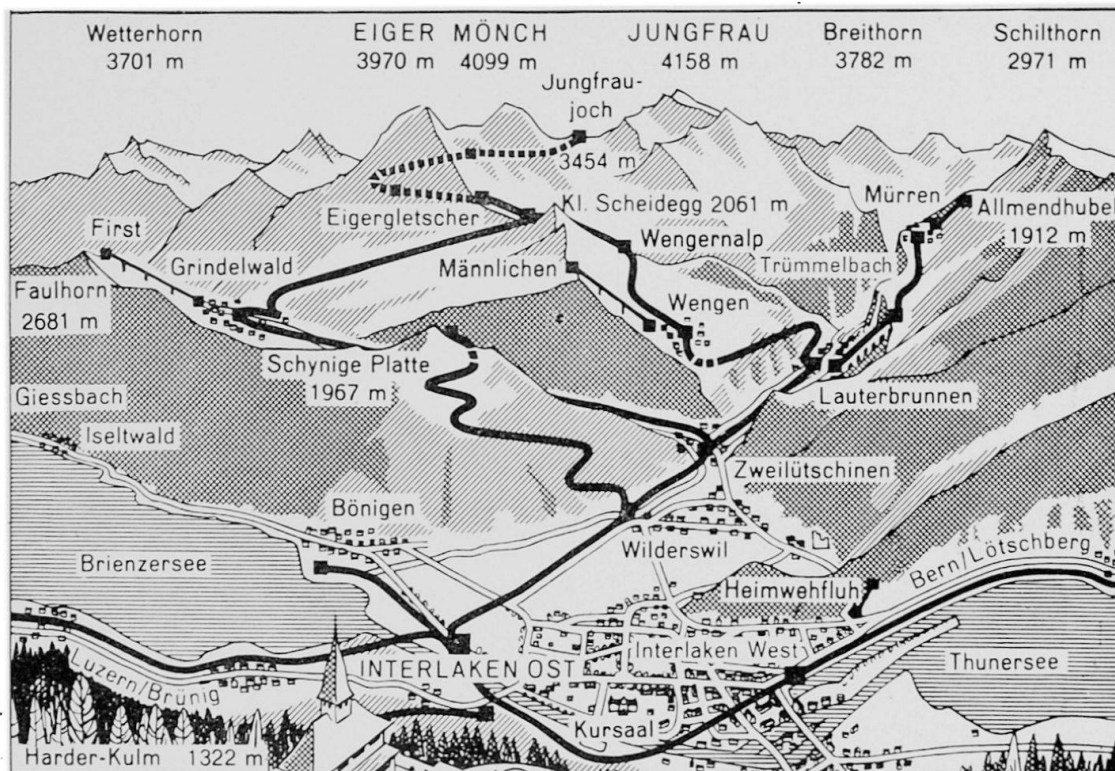 Wetterhorn
3701 m
EIGER
3970 m
MÖNCH
4099 m
JUNGFRAU
4158 m
Breithorn
3782 m
Schilthorn
2971 m
Jungfrau-
joch
3454 m
Mürren
Kl. Scheidegg 2061 m
Allmendhubel
1912 m
Eigergletscher
First
Wengernalp
Grindelwald
Männlichen
Trümmelbach
Faulhorn
2681 m
Wengen
Schynige Platte
1967 m
Giessbach
Lauterbrunnen
Iseltwald
Zweilütschinen
Bönigen
Wilderswil
Brienzersee
Heimwehfluh
Bern/Lötschberg
Luzern/Brünig
INTERLAKEN OST
Interlaken West
Thunersee
Kursaal
Harder-Kulm 1322 m